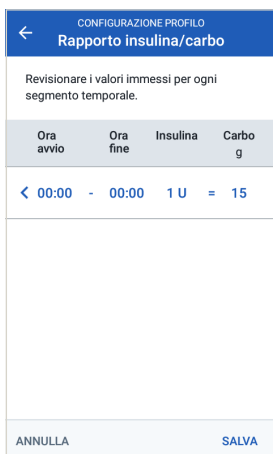 CONFIGURAZIONE PROFILO
Rapporto insulina/carbo
Revisionare i valori immessi per ogni
segmento temporale.
Ora avvio Ora fine Insulina Carbo g
00:00 - 00:00 1 U = 15
ANNULLA SALVA